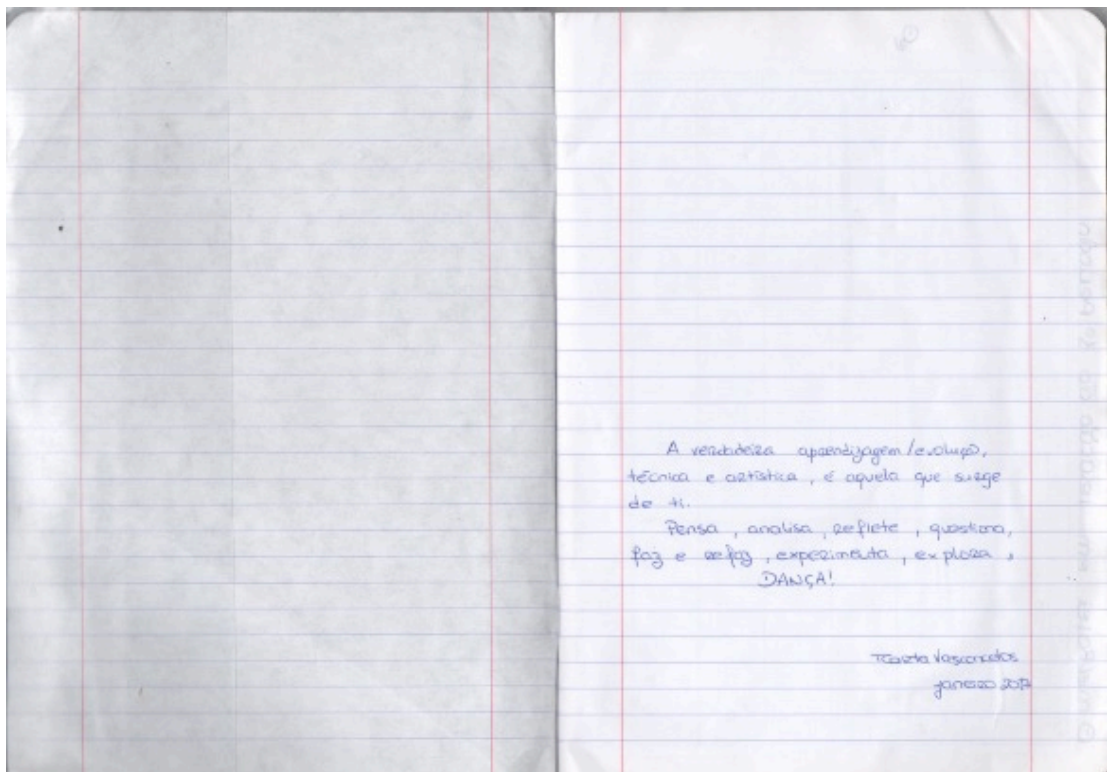 A verdadeira aprendizagem/evolução,
técnica e artística, é aquela que surge
de ti.
Pensa, analisa, reflete, questiona,
faz e refaz, experimenta, explora,
DANÇA!
Vasconcelos
janeiro 2017